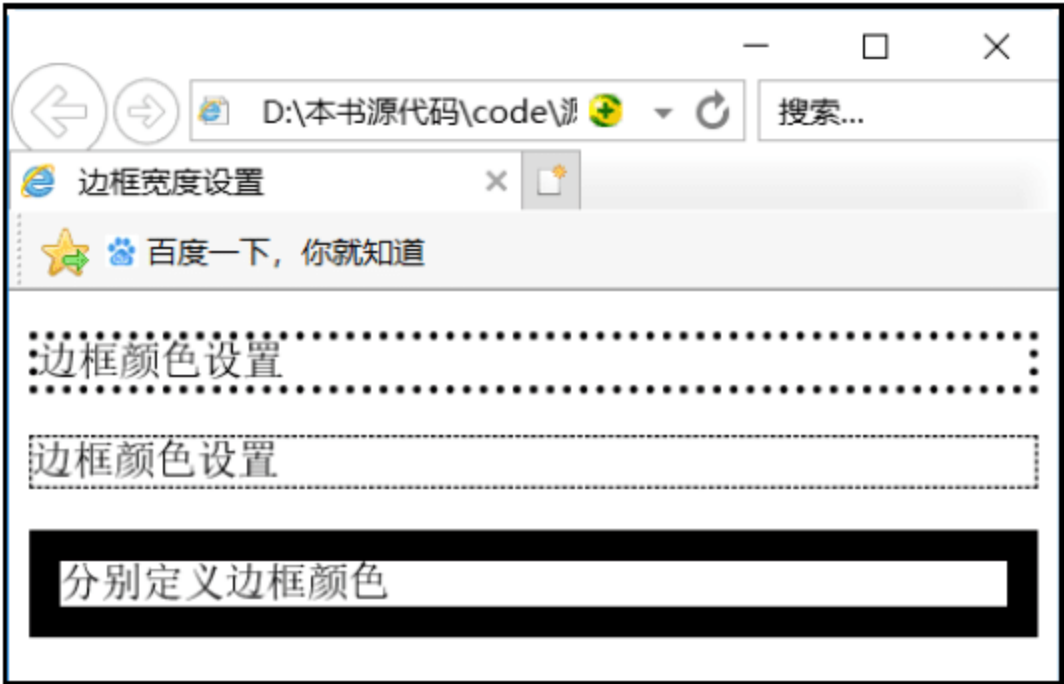 D:\本书源代码\code\源
搜索...
边框宽度设置
百度一下，你就知道
边框颜色设置
边框颜色设置
分别定义边框颜色